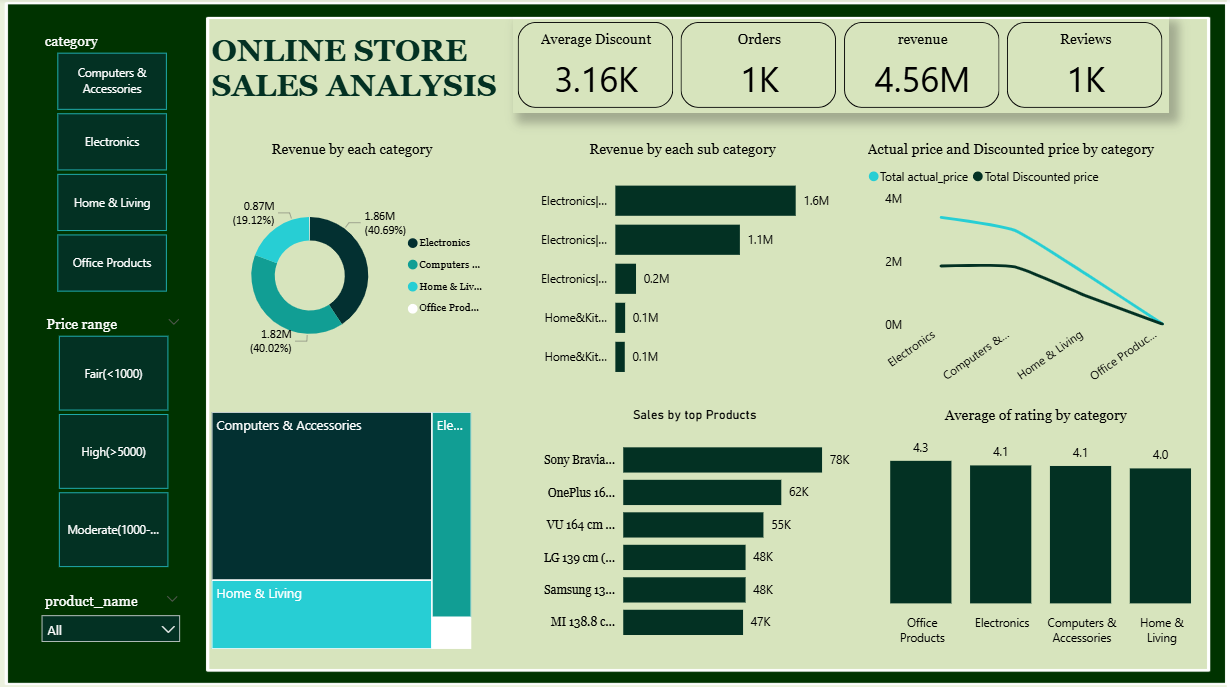 category
Computers &
Accessories
Electronics
Home & Living
Office Products
Price range
Fair(<1000)
High(>5000)
Moderate(1000-...
product_name
All
ONLINE STORE
SALES ANALYSIS
Average Discount
3.16K
Orders
1K
revenue
4.56M
Reviews
1K
Revenue by each category
0.87M
(19.12%)
1.86M
(40.69%)
1.82M
(40.02%)
Electronics
Computers ...
Home & Liv...
Office Prod...
Revenue by each sub category
Electronics|... 1.6M
Electronics|... 1.1M
Electronics|... 0.2M
Home&Kit... 0.1M
Home&Kit... 0.1M
Actual price and Discounted price by category
Total actual_price Total Discounted price
4M
2M
0M
Electronics
Computers &...
Home & Living
Office Produc...
Computers & Accessories
Ele...
Home & Living
Sales by top Products
Sony Bravia... 78K
OnePlus 16... 62K
VU 164 cm ... 55K
LG 139 cm (... 48K
Samsung 13... 48K
MI 138.8 c... 47K
Average of rating by category
4.3
4.1
4.1
4.0
Office
Products
Electronics
Computers &
Accessories
Home &
Living